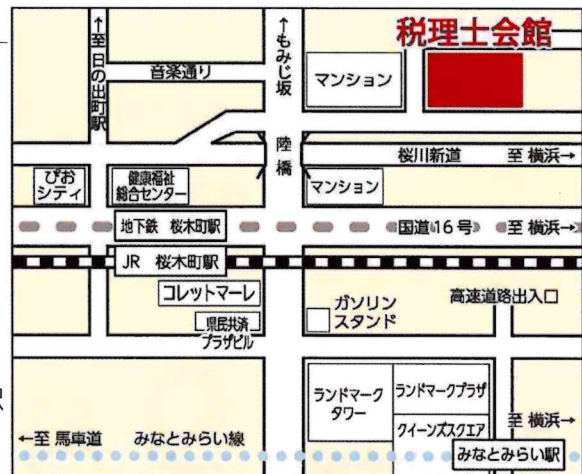 税理士会館
↑至 日の出町駅
音楽通り
↑もみじ坂
マンション
陸橋
桜川新道
至 横浜→
ぴお
シティ
健康福祉
総合センター
マンション
地下鉄 桜木町駅
国道16号
至 横浜→
JR 桜木町駅
コレットマーレ
県民共済
プラザビル
ガソリン
スタンド
高速道路出入口
ランドマーク
タワー
ランドマークプラザ
クイーンズスクエア
至 横浜→
←至 馬車道
みなとみらい線
みなとみらい駅